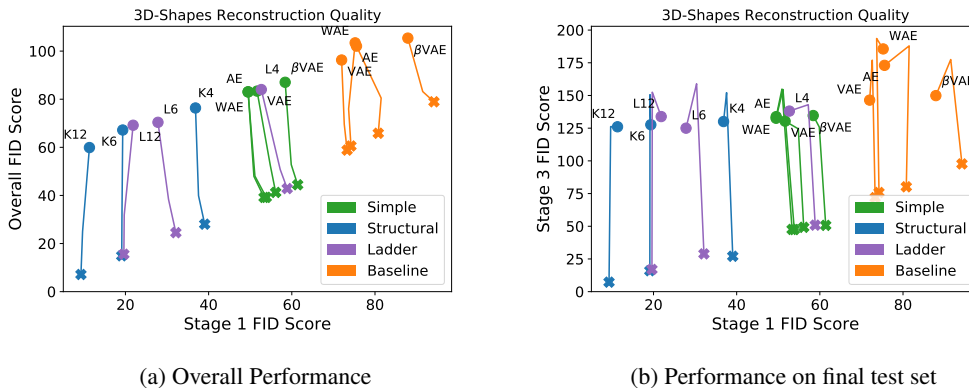 3D-Shapes Reconstruction Quality
Overall FID Score
100
80
60
40
20
0
20
40
60
80
Stage 1 FID Score
K12
K6
L12
L6
K4
AE
WAE
L4
VAE
βVAE
WAE
AE
VAE
βVAE
Simple
Structural
Ladder
Baseline
(a) Overall Performance
3D-Shapes Reconstruction Quality
Stage 3 FID Score
200
175
150
125
100
75
50
25
0
20
40
60
80
Stage 1 FID Score
K12
L12
K6
L6
K4
AE
WAE
L4
VAE
βVAE
WAE
AE
VAE
βVAE
Simple
Structural
Ladder
Baseline
(b) Performance on final test set